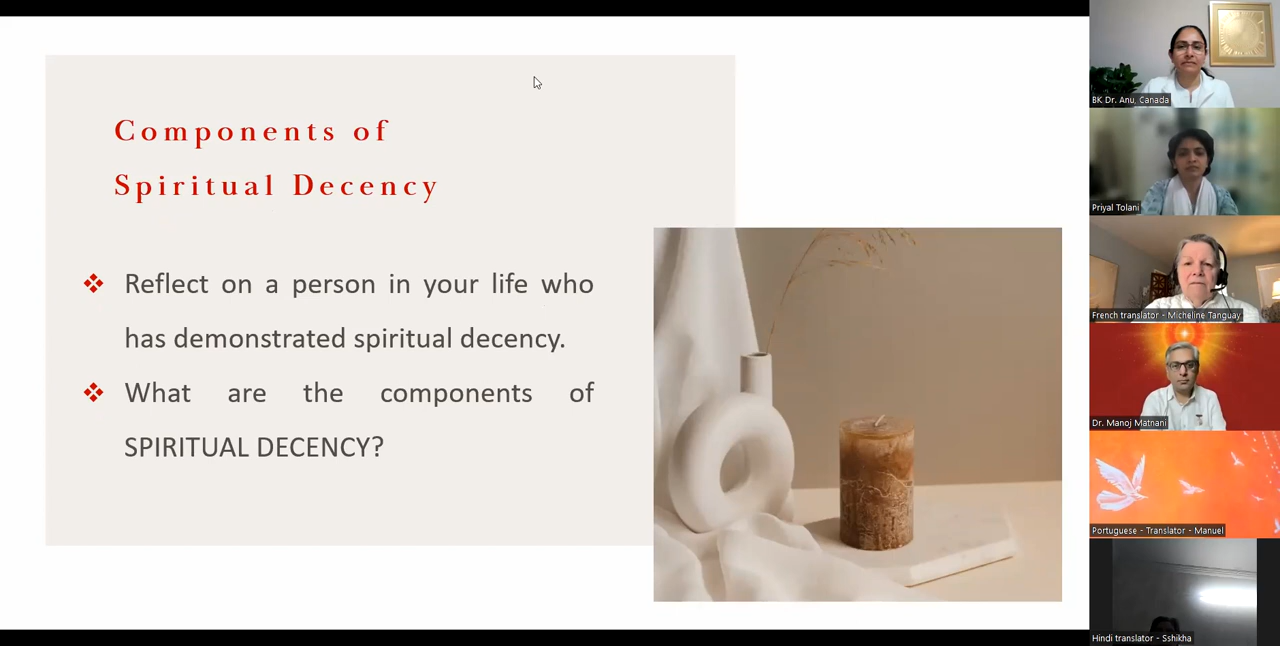 Components of
Spiritual Decency
Reflect on a person in your life who
has demonstrated spiritual decency.
What are the components of
SPIRITUAL DECENCY?
BK Dr. Anu, Canada
Priyal Tolani
French translator - Micheline Tanguay
Dr. Manoj Matnani
Portuguese - Translator - Manuel
Hindi translator - Sshikha